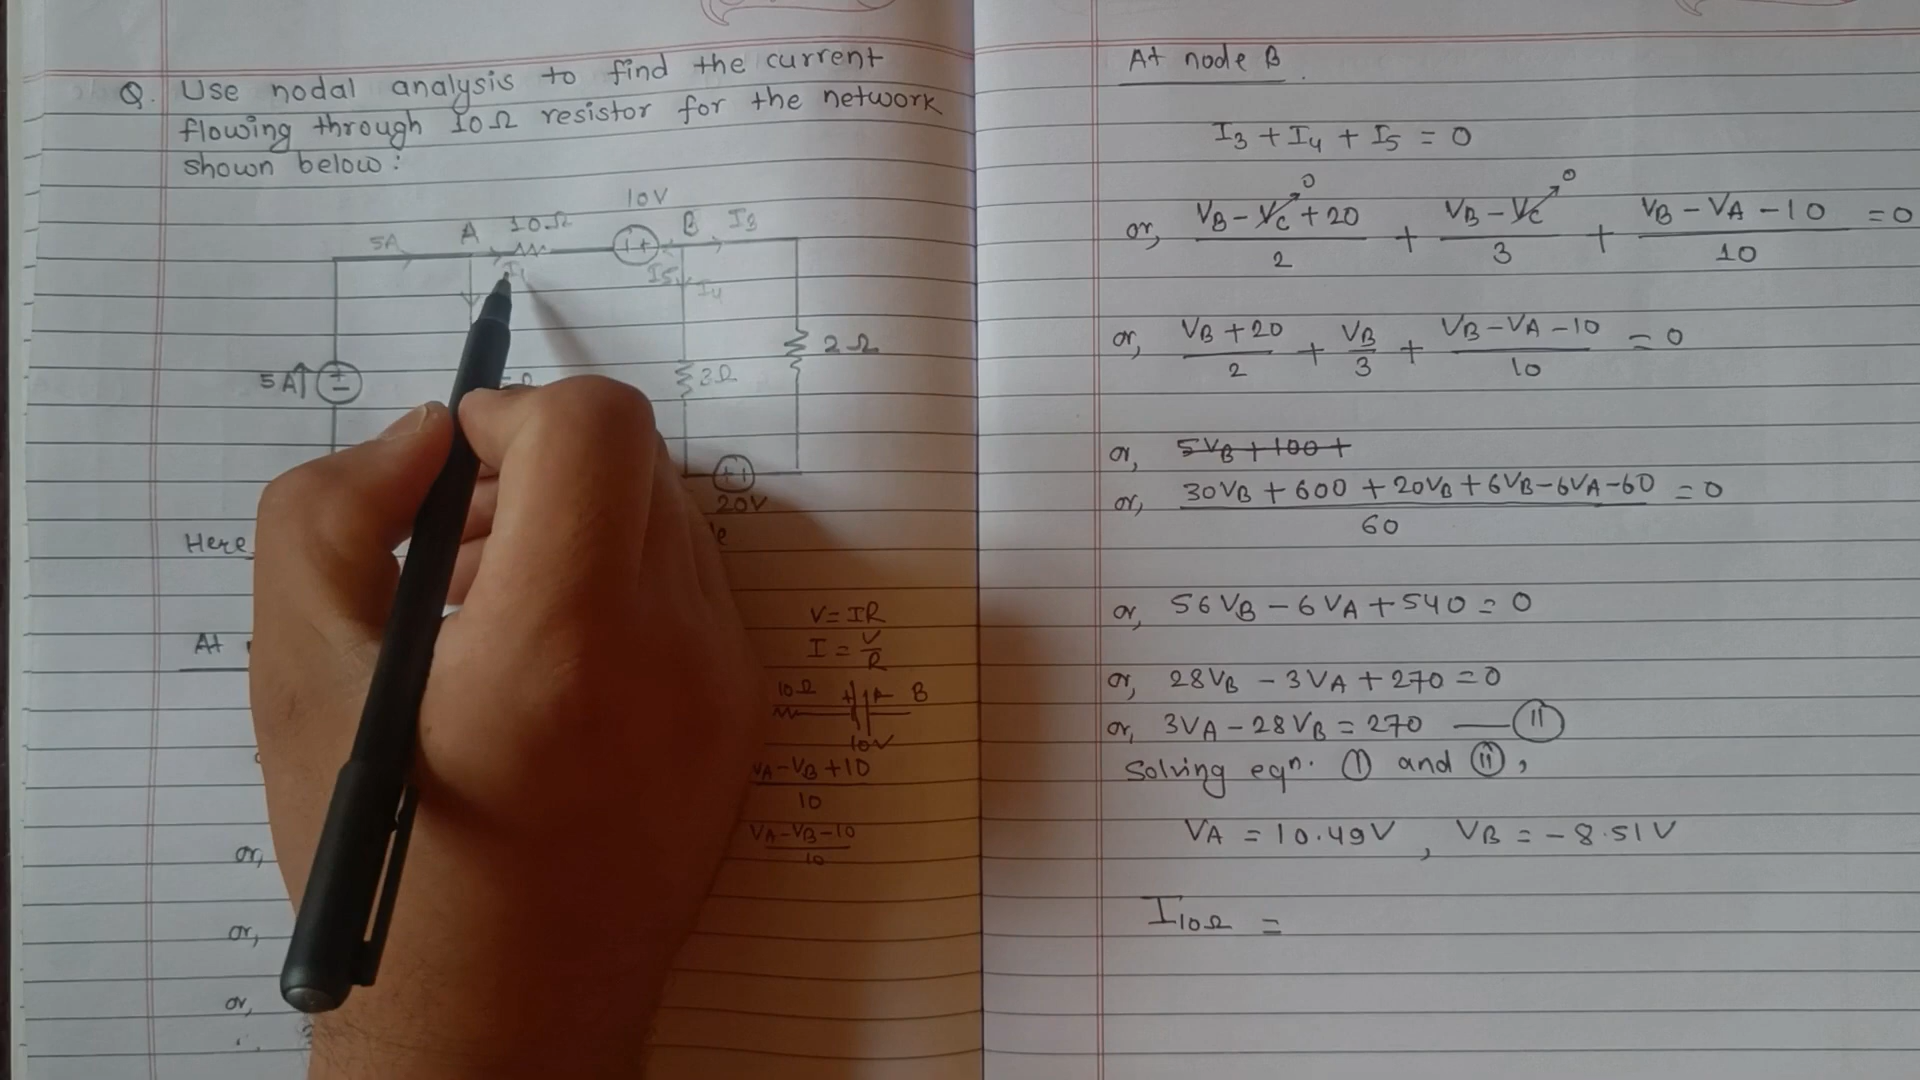 Q. Use nodal analysis to find the current
flowing through 10Ω resistor for the network
shown below:
10V
5A A 10Ω B I3
I1 I5 I4
5A 3Ω 2Ω
20V
Here
At
V=IR
I = V/R
10Ω B
10V
VA-VB+10
10
VA-VB-10
10
or,
or,
or,
∴
At node B
I3 + I4 + I5 = 0
or, (VB - VC + 20)/2 + (VB - VC)/3 + (VB - VA - 10)/10 = 0
0 0
or, (VB + 20)/2 + VB/3 + (VB - VA - 10)/10 = 0
or, 5VB + 100 +
or, (30VB + 600 + 20VB + 6VB - 6VA - 60)/60 = 0
or, 56VB - 6VA + 540 = 0
or, 28VB - 3VA + 270 = 0
or, 3VA - 28VB = 270 — (II)
Solving eqn. (I) and (II),
VA = 10.49V, VB = -8.51V
I10Ω =